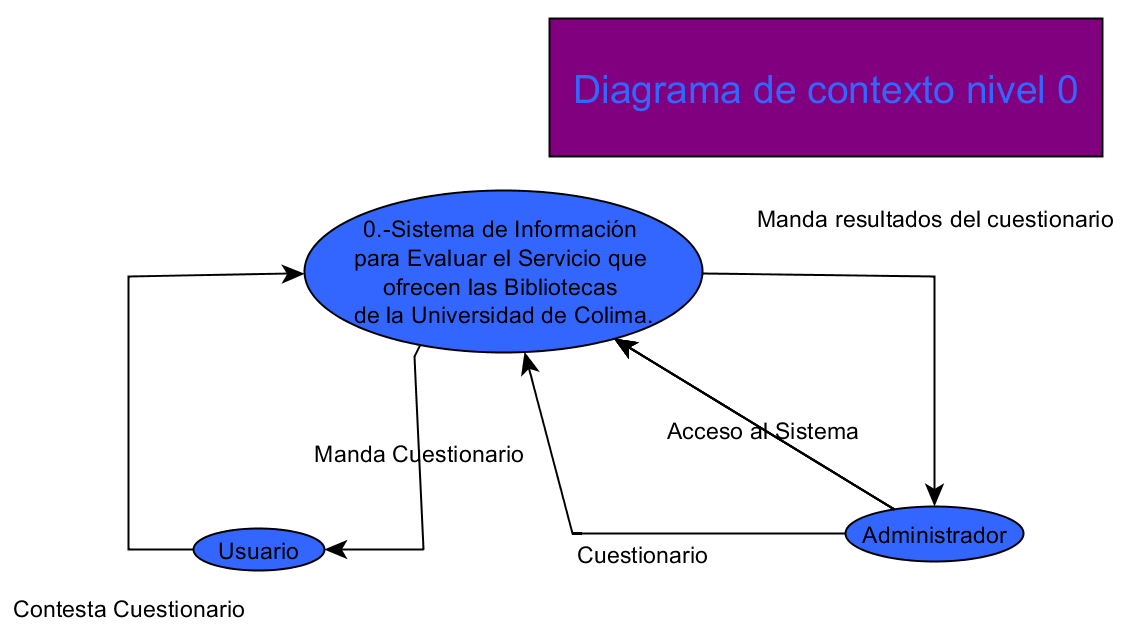 Diagrama de contexto nivel 0
Manda resultados del cuestionario
0.-Sistema de Información
para Evaluar el Servicio que
ofrecen las Bibliotecas
de la Universidad de Colima.
Acceso al Sistema
Manda Cuestionario
Administrador
Usuario
Cuestionario
Contesta Cuestionario